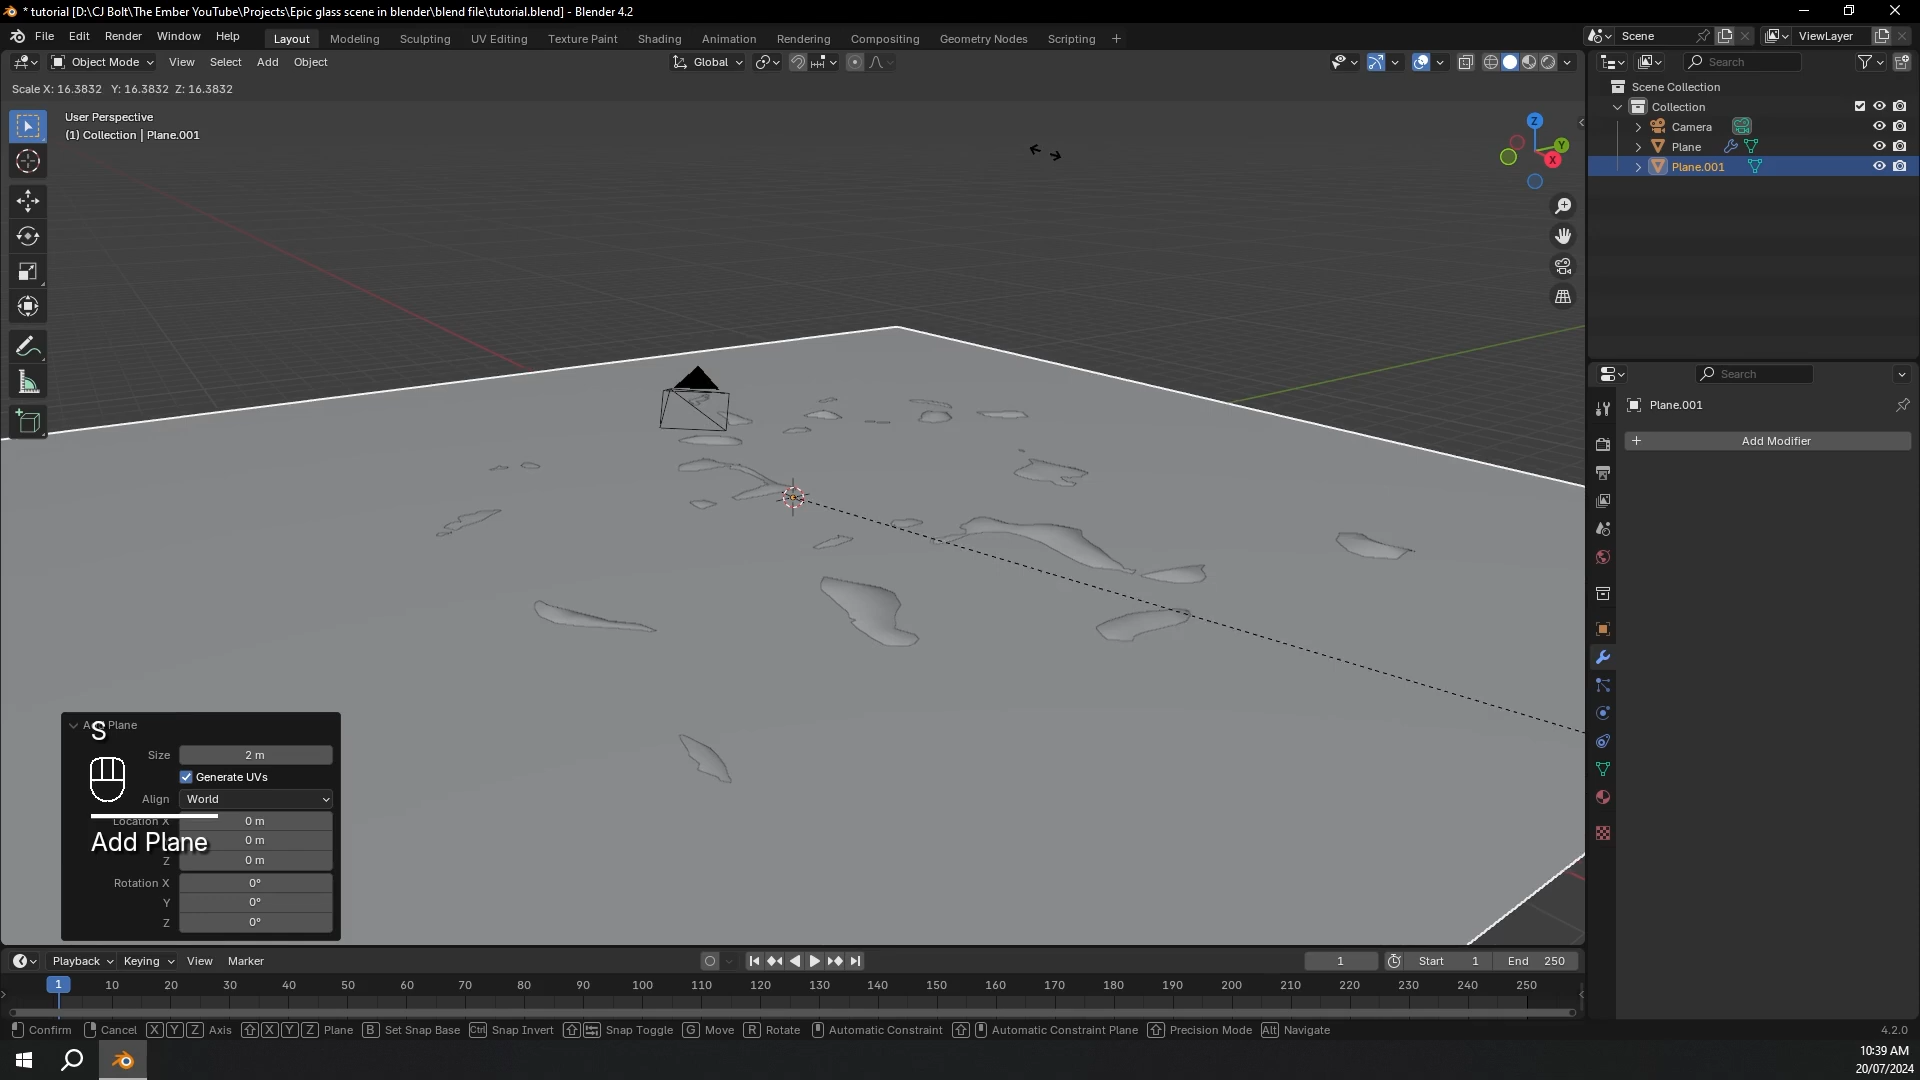 * tutorial [D:\CJ Bolt\The Ember YouTube\Projects\Epic glass scene in blender\blend file\tutorial.blend] - Blender 4.2
File Edit Render Window Help
Layout Modeling Sculpting UV Editing Texture Paint Shading Animation Rendering Compositing Geometry Nodes Scripting +
Scene
ViewLayer
Object Mode View Select Add Object
Global
Search
Scale X: 16.3832 Y: 16.3832 Z: 16.3832
User Perspective
(1) Collection | Plane.001
Z
Y
X
Scene Collection
Collection
Camera
Plane
Plane.001
Search
Plane.001
+ Add Modifier
Add Plane
S
Size 2 m
Generate UVs
Align World
Location X 0 m
0 m
Add Plane
Z 0 m
Rotation X 0°
Y 0°
Z 0°
Playback Keying View Marker
1 Start 1 End 250
1 10 20 30 40 50 60 70 80 90 100 110 120 130 140 150 160 170 180 190 200 210 220 230 240 250
Confirm Cancel X Y Z Axis X Y Z Plane B Set Snap Base Ctrl Snap Invert Snap Toggle G Move R Rotate Automatic Constraint Automatic Constraint Plane Precision Mode Alt Navigate
4.2.0
10:39 AM
20/07/2024